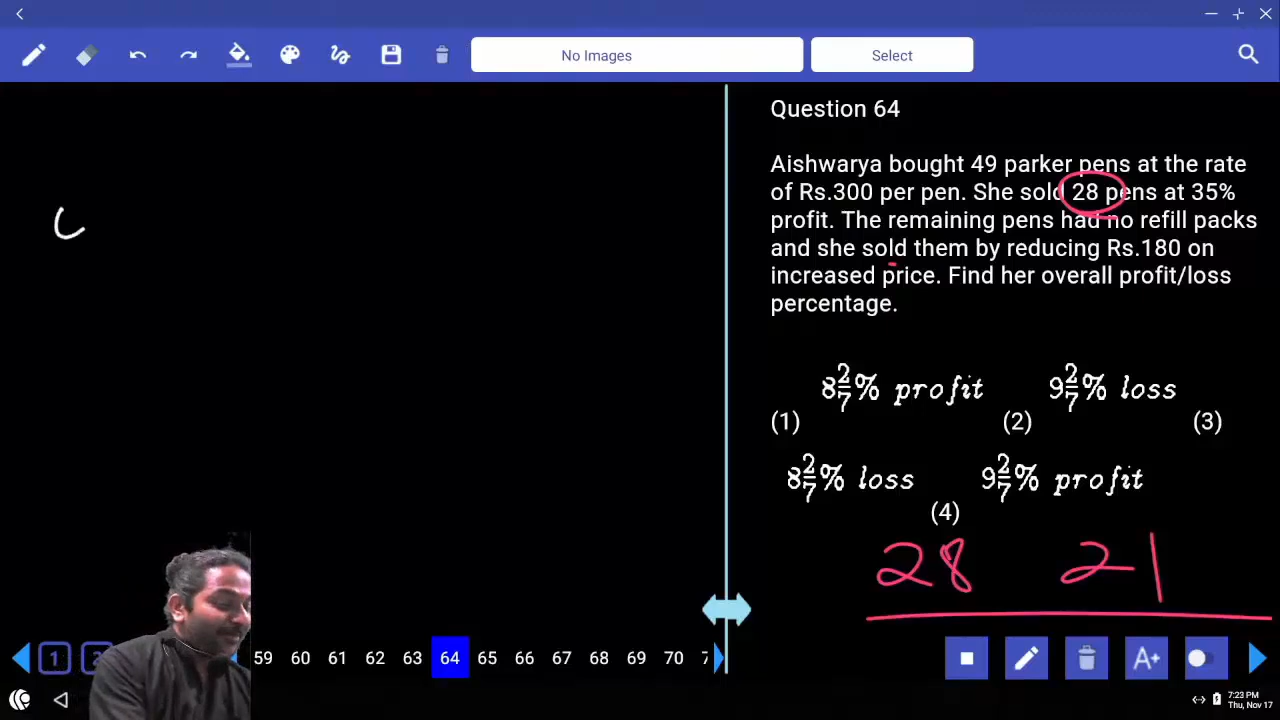 No Images
Select
Question 64
Aishwarya bought 49 parker pens at the rate
of Rs.300 per pen. She sold 28 pens at 35%
profit. The remaining pens had no refill packs
and she sold them by reducing Rs.180 on
increased price. Find her overall profit/loss
percentage.
(1) 8 2/7 % profit (2) 9 2/7 % loss (3)
8 2/7 % loss (4) 9 2/7 % profit
28 21
C
1 2 59 60 61 62 63 64 65 66 67 68 69 70 7
A+
7:23 PM
Thu, Nov 17